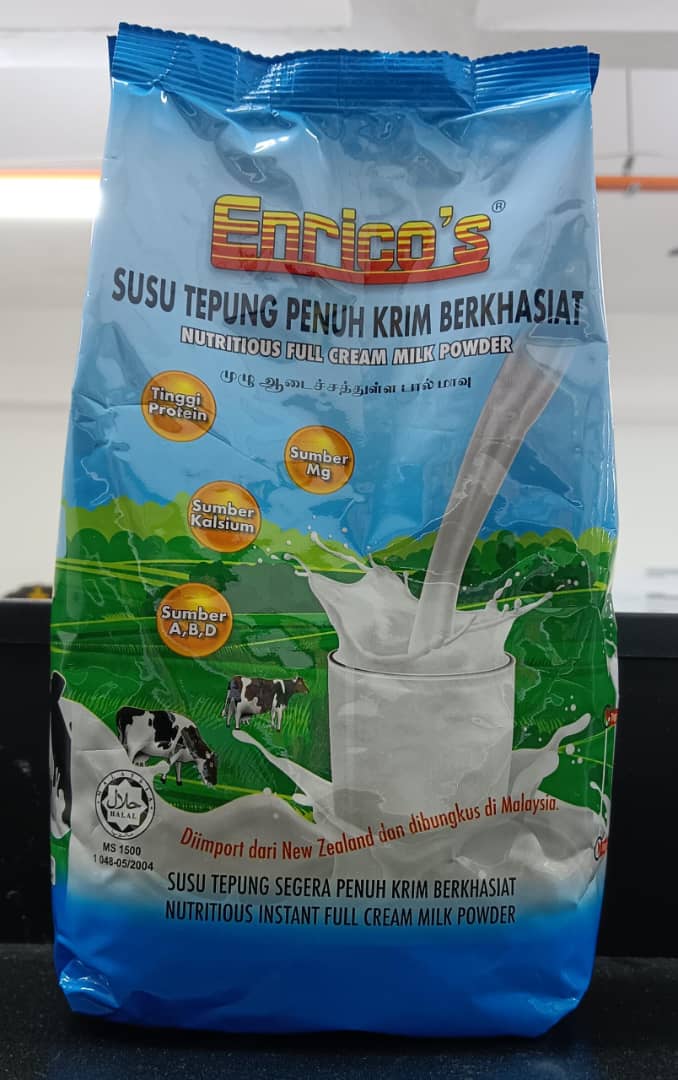 Enrico's ®
SUSU TEPUNG PENUH KRIM BERKHASIAT
NUTRITIOUS FULL CREAM MILK POWDER
முழு ஆடைச்சத்துள்ள பால் மாவு
Tinggi
Protein
Sumber
Mg
Sumber
Kalsium
Sumber
A,B,D
MALAYSIA
حلال
HALAL
MS 1500
1 048-05/2004
Diimport dari New Zealand dan dibungkus di Malaysia.
SUSU TEPUNG SEGERA PENUH KRIM BERKHASIAT
NUTRITIOUS INSTANT FULL CREAM MILK POWDER